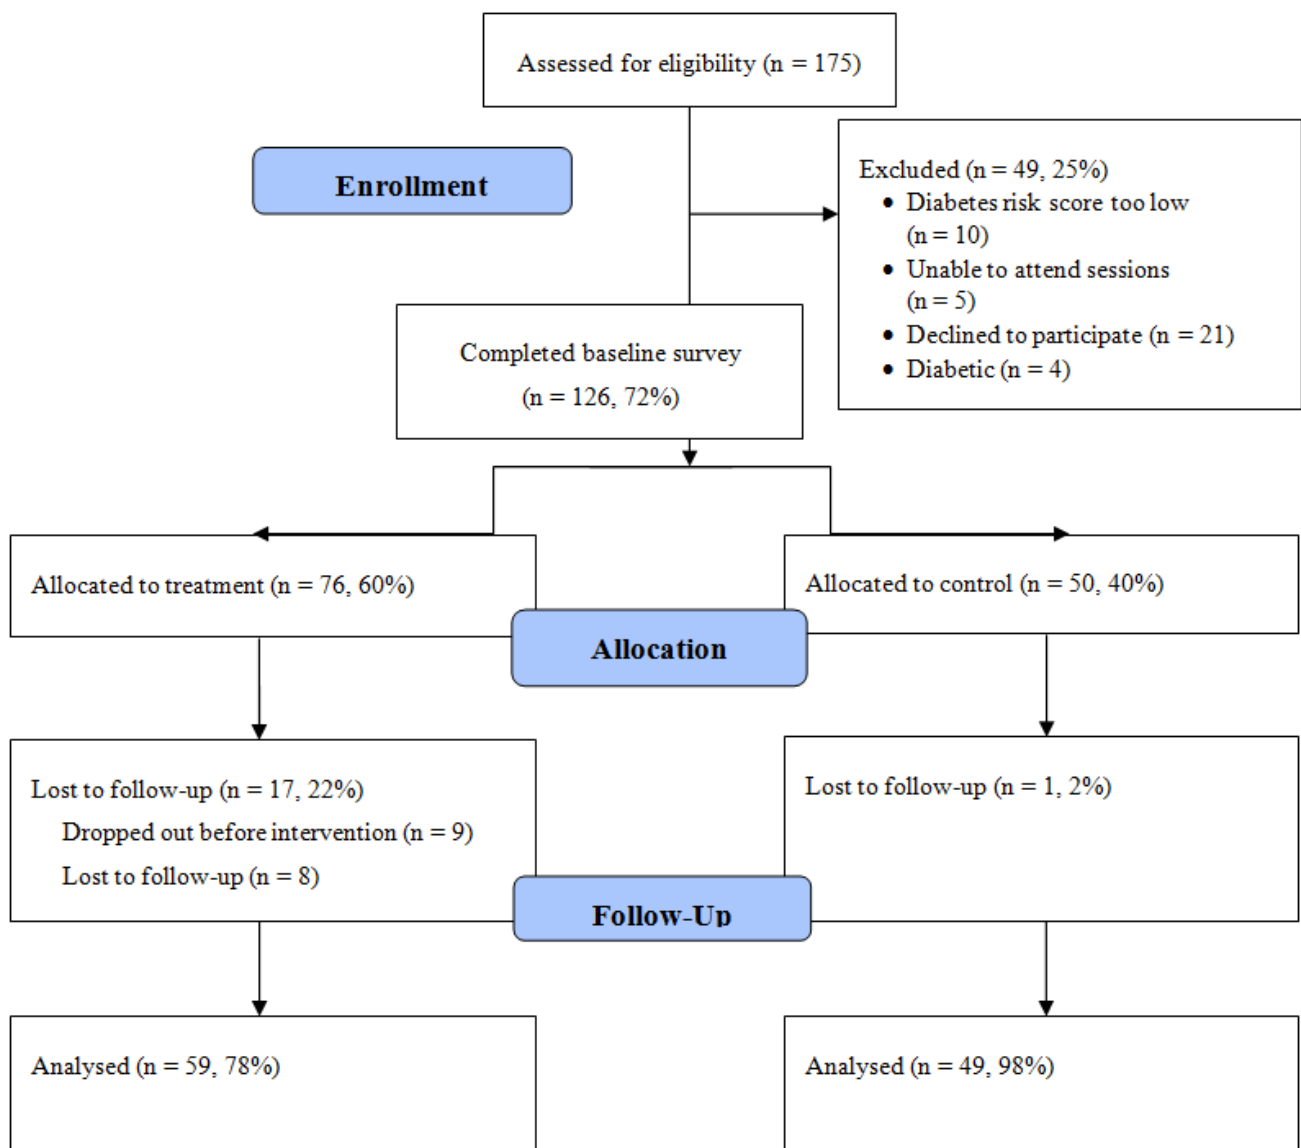 Assessed for eligibility (n = 175)
Enrollment
Excluded (n = 49, 25%)
• Diabetes risk score too low
(n = 10)
• Unable to attend sessions
(n = 5)
• Declined to participate (n = 21)
• Diabetic (n = 4)
Completed baseline survey
(n = 126, 72%)
Allocated to treatment (n = 76, 60%)
Allocated to control (n = 50, 40%)
Allocation
Lost to follow-up (n = 17, 22%)
Dropped out before intervention (n = 9)
Lost to follow-up (n = 8)
Lost to follow-up (n = 1, 2%)
Follow-Up
Analysed (n = 59, 78%)
Analysed (n = 49, 98%)